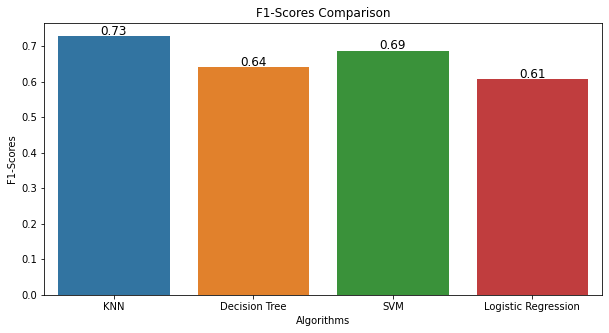 F1-Scores Comparison
0.73
0.64
0.69
0.61
F1-Scores
0.7
0.6
0.5
0.4
0.3
0.2
0.1
0.0
KNN
Decision Tree
SVM
Logistic Regression
Algorithms